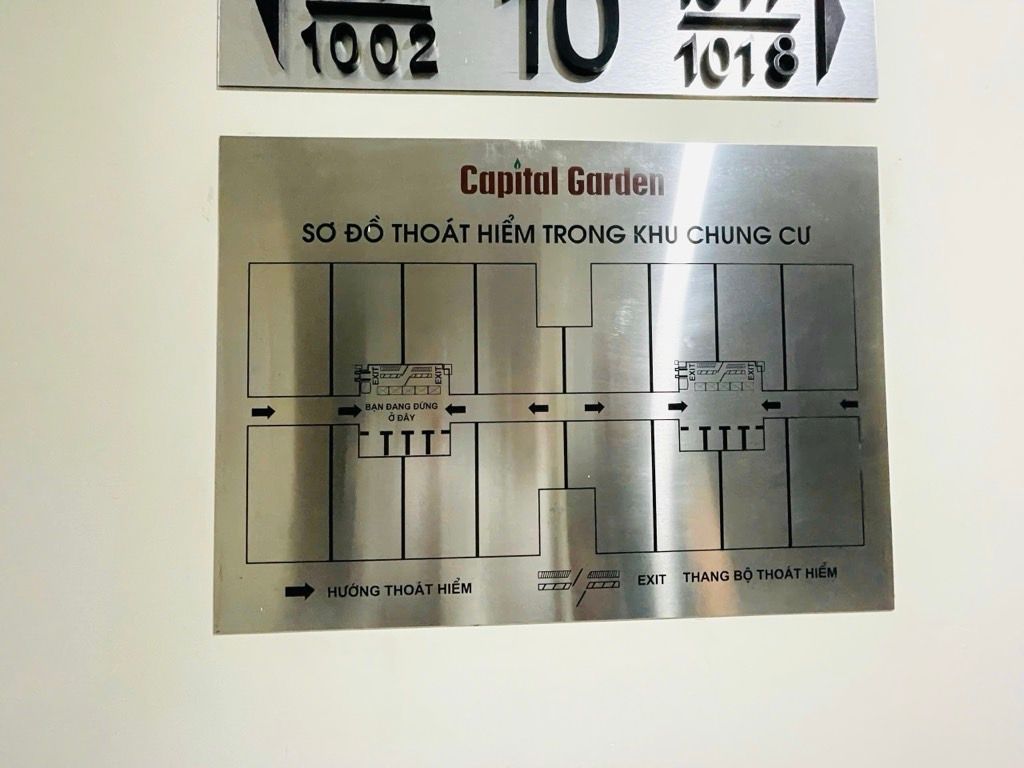 1002
10
1018
Capital Garden
SƠ ĐỒ THOÁT HIỂM TRONG KHU CHUNG CƯ
EXIT
EXIT
EXIT
EXIT
BẠN ĐANG ĐỨNG
Ở ĐÂY
HƯỚNG THOÁT HIỂM
EXIT THANG BỘ THOÁT HIỂM